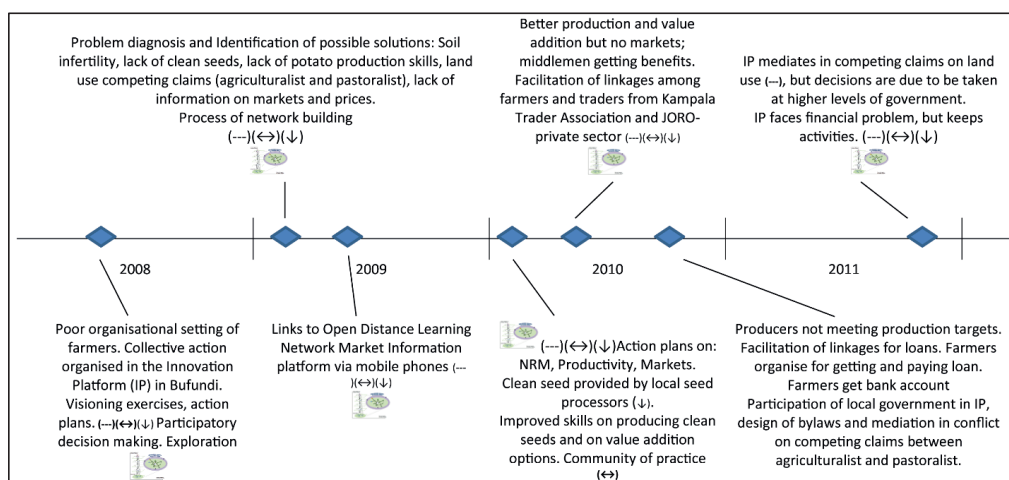 Problem diagnosis and Identification of possible solutions: Soil
infertility, lack of clean seeds, lack of potato production skills, land
use competing claims (agriculturalist and pastoralist), lack of
information on markets and prices.
Process of network building
(---)(↔)(↓)
Better production and value
addition but no markets;
middlemen getting benefits.
Facilitation of linkages among
farmers and traders from Kampala
Trader Association and JORO-
private sector (---)(↔)(↓)
IP mediates in competing claims on land
use (---), but decisions are due to be taken
at higher levels of government.
IP faces financial problem, but keeps
activities. (---)(↔)(↓)
2008
2009
2010
2011
Poor organisational setting of
farmers. Collective action
organised in the Innovation
Platform (IP) in Bufundi.
Visioning exercises, action
plans. (---)(↔)(↓) Participatory
decision making. Exploration
Links to Open Distance Learning
Network Market Information
platform via mobile phones (---
)(↔)(↓)
(---)(↔)(↓)Action plans on:
NRM, Productivity, Markets.
Clean seed provided by local seed
processors (↓).
Improved skills on producing clean
seeds and on value addition
options. Community of practice
(↔)
Producers not meeting production targets.
Facilitation of linkages for loans. Farmers
organise for getting and paying loan.
Farmers get bank account
Participation of local government in IP,
design of bylaws and mediation in conflict
on competing claims between
agriculturalist and pastoralist.